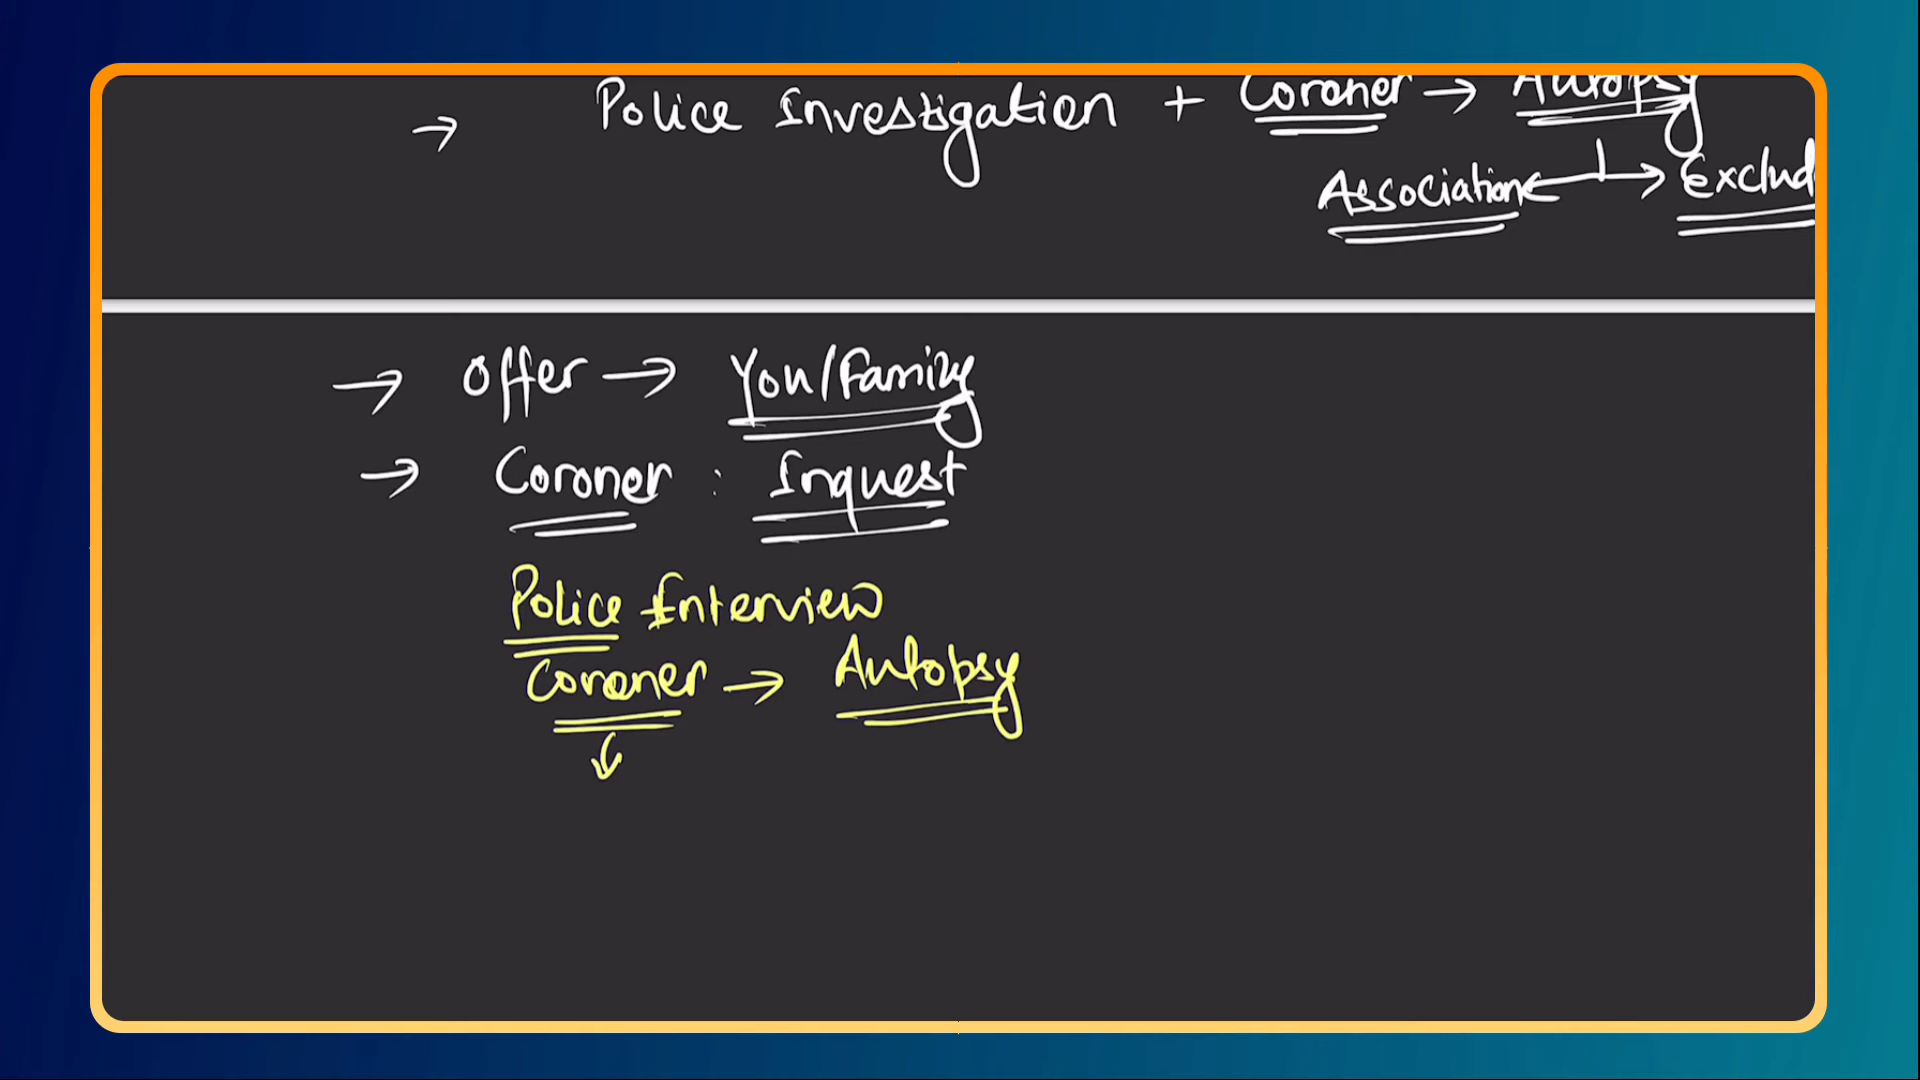 → Police Investigation + Coroner → Autopsy
Association ← → Exclud
→ Offer → You/Family
→ Coroner : Inquest
Police Interview
Coroner → Autopsy
↓